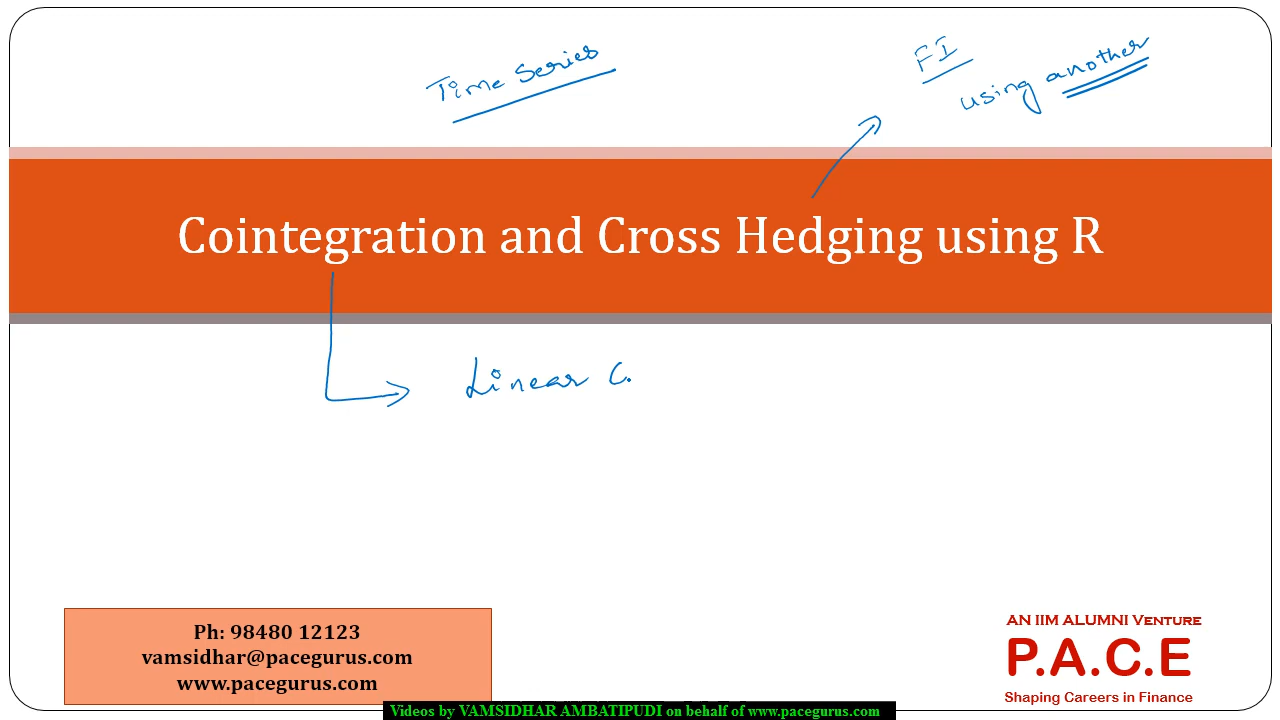 Time Series
FI
using another
Cointegration and Cross Hedging using R
Linear C.
Ph: 98480 12123
vamsidhar@pacegurus.com
www.pacegurus.com
AN IIM ALUMNI VENTURE
P.A.C.E
Shaping Careers in Finance
Videos by VAMSIDHAR AMBATIPUDI on behalf of www.pacegurus.com